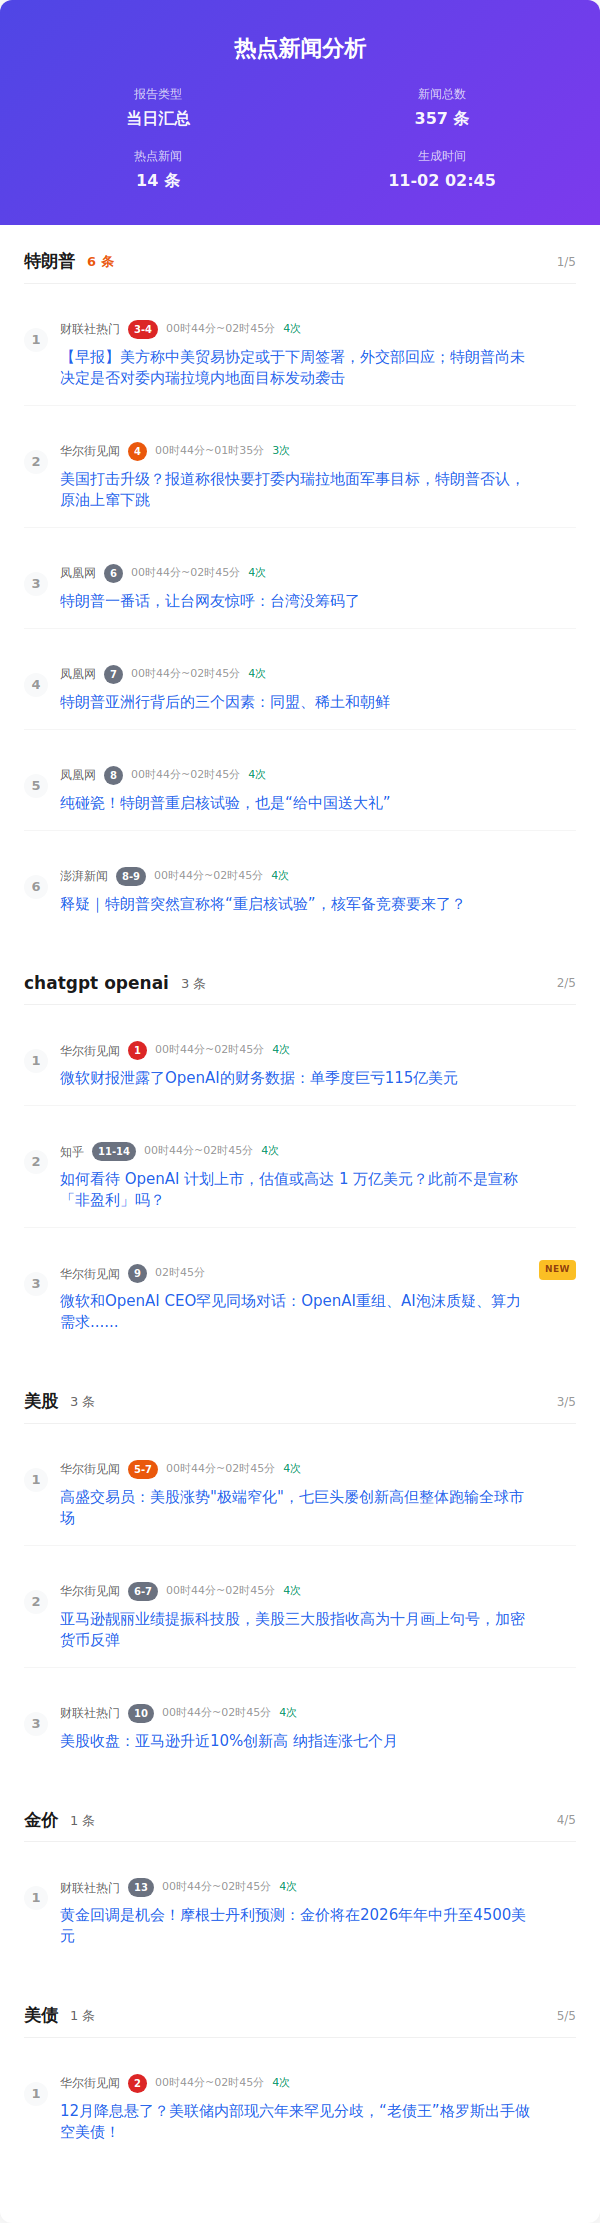 热点新闻分析
报告类型
新闻总数
当日汇总
357 条
热点新闻
生成时间
14 条
11-02 02:45
特朗普 6 条 1/5
1 财联社热门 3-4 00时44分~02时45分 4次
【早报】美方称中美贸易协定或于下周签署，外交部回应；特朗普尚未
决定是否对委内瑞拉境内地面目标发动袭击
2 华尔街见闻 4 00时44分~01时35分 3次
美国打击升级？报道称很快要打委内瑞拉地面军事目标，特朗普否认，
原油上窜下跳
3 凤凰网 6 00时44分~02时45分 4次
特朗普一番话，让台网友惊呼：台湾没筹码了
4 凤凰网 7 00时44分~02时45分 4次
特朗普亚洲行背后的三个因素：同盟、稀土和朝鲜
5 凤凰网 8 00时44分~02时45分 4次
纯碰瓷！特朗普重启核试验，也是“给中国送大礼”
6 澎湃新闻 8-9 00时44分~02时45分 4次
释疑｜特朗普突然宣称将“重启核试验”，核军备竞赛要来了？
chatgpt openai 3 条 2/5
1 华尔街见闻 1 00时44分~02时45分 4次
微软财报泄露了OpenAI的财务数据：单季度巨亏115亿美元
2 知乎 11-14 00时44分~02时45分 4次
如何看待 OpenAI 计划上市，估值或高达 1 万亿美元？此前不是宣称
「非盈利」吗？
3 华尔街见闻 9 02时45分 NEW
微软和OpenAI CEO罕见同场对话：OpenAI重组、AI泡沫质疑、算力
需求……
美股 3 条 3/5
1 华尔街见闻 5-7 00时44分~02时45分 4次
高盛交易员：美股涨势"极端窄化"，七巨头屡创新高但整体跑输全球市
场
2 华尔街见闻 6-7 00时44分~02时45分 4次
亚马逊靓丽业绩提振科技股，美股三大股指收高为十月画上句号，加密
货币反弹
3 财联社热门 10 00时44分~02时45分 4次
美股收盘：亚马逊升近10%创新高 纳指连涨七个月
金价 1 条 4/5
1 财联社热门 13 00时44分~02时45分 4次
黄金回调是机会！摩根士丹利预测：金价将在2026年年中升至4500美
元
美债 1 条 5/5
1 华尔街见闻 2 00时44分~02时45分 4次
12月降息悬了？美联储内部现六年来罕见分歧，“老债王”格罗斯出手做
空美债！